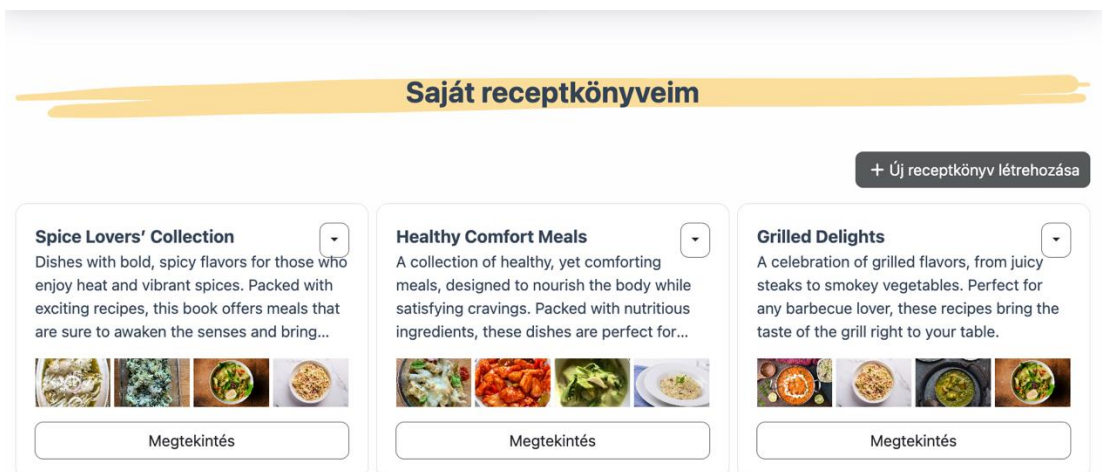 Saját receptkönyveim
+ Új receptkönyv létrehozása
Spice Lovers’ Collection
Dishes with bold, spicy flavors for those who
enjoy heat and vibrant spices. Packed with
exciting recipes, this book offers meals that
are sure to awaken the senses and bring...
Megtekintés
Healthy Comfort Meals
A collection of healthy, yet comforting
meals, designed to nourish the body while
satisfying cravings. Packed with nutritious
ingredients, these dishes are perfect for...
Megtekintés
Grilled Delights
A celebration of grilled flavors, from juicy
steaks to smokey vegetables. Perfect for
any barbecue lover, these recipes bring the
taste of the grill right to your table.
Megtekintés